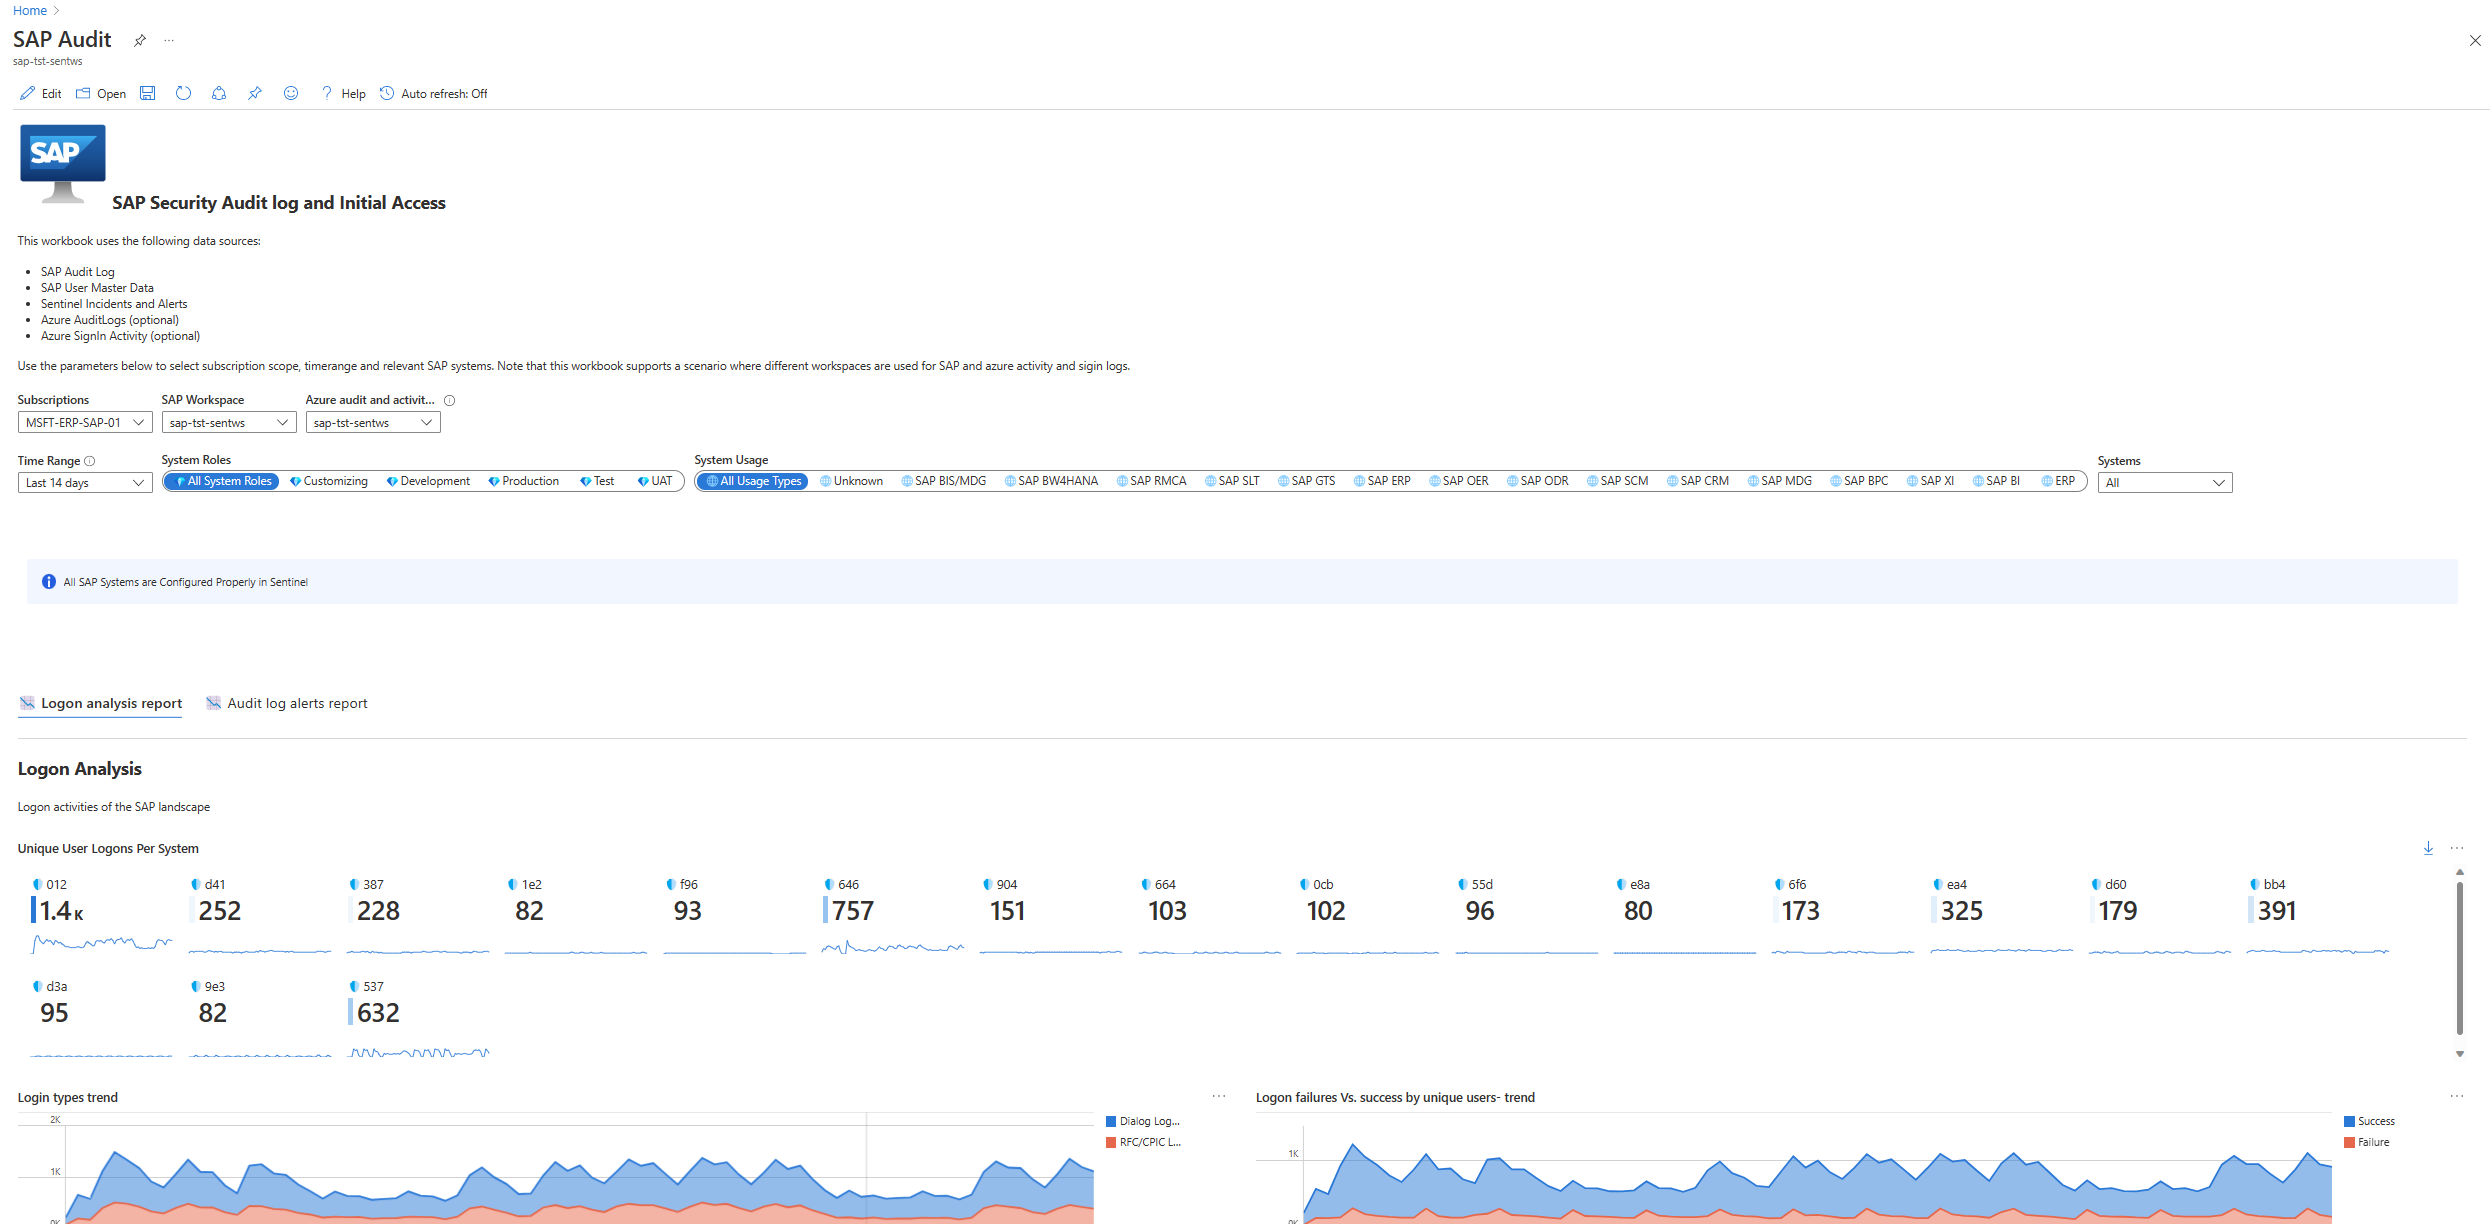 Home
SAP Audit
sap-tst-sentws
Edit Open Help Auto refresh: Off
SAP
SAP Security Audit log and Initial Access
This workbook uses the following data sources:
SAP Audit Log
SAP User Master Data
Sentinel Incidents and Alerts
Azure AuditLogs (optional)
Azure SignIn Activity (optional)
Use the parameters below to select subscription scope, timerange and relevant SAP systems. Note that this workbook supports a scenario where different workspaces are used for SAP and azure activity and sigin logs.
Subscriptions SAP Workspace Azure audit and activit...
MSFT-ERP-SAP-01 sap-tst-sentws sap-tst-sentws
Time Range System Roles System Usage Systems
Last 14 days All System Roles Customizing Development Production Test UAT All Usage Types Unknown SAP BIS/MDG SAP BW4HANA SAP RMCA SAP SLT SAP GTS SAP ERP SAP OER SAP ODR SAP SCM SAP CRM SAP MDG SAP BPC SAP XI SAP BI ERP All
All SAP Systems are Configured Properly in Sentinel
Logon analysis report Audit log alerts report
Logon Analysis
Logon activities of the SAP landscape
Unique User Logons Per System
012 d41 387 1e2 f96 646 904 664 0cb 55d e8a 6f6 ea4 d60 bb4
1.4K 252 228 82 93 757 151 103 102 96 80 173 325 179 391
d3a 9e3 537
95 82 632
Login types trend Logon failures Vs. success by unique users- trend
2K Dialog Log... Success
RFC/CPIC L... Failure
1K 1K
0K 0K